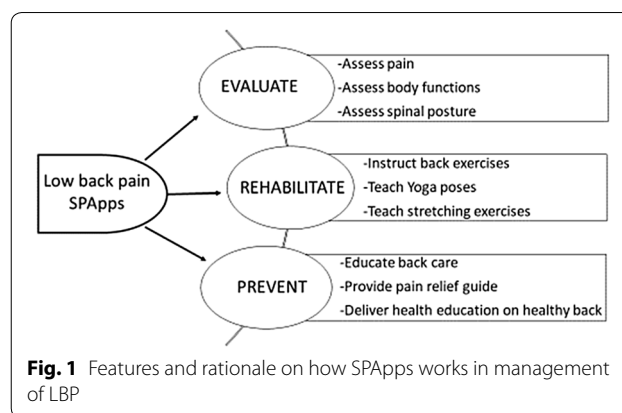 EVALUATE
-Assess pain
-Assess body functions
-Assess spinal posture
Low back pain
SPApps
REHABILITATE
-Instruct back exercises
-Teach Yoga poses
-Teach stretching exercises
PREVENT
-Educate back care
-Provide pain relief guide
-Deliver health education on healthy back
Fig. 1 Features and rationale on how SPApps works in management
of LBP